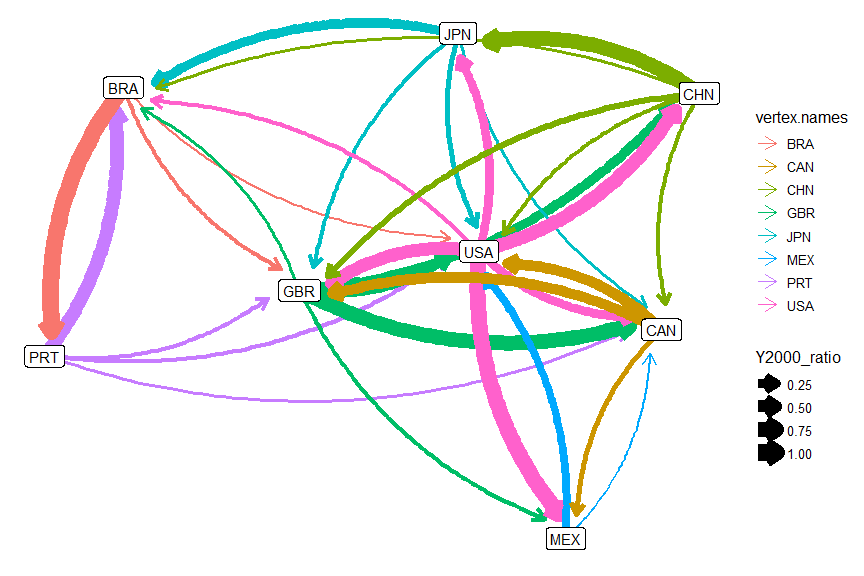 JPN
BRA
CHN
USA
GBR
CAN
PRT
MEX
vertex.names
BRA
CAN
CHN
GBR
JPN
MEX
PRT
USA
Y2000_ratio
0.25
0.50
0.75
1.00